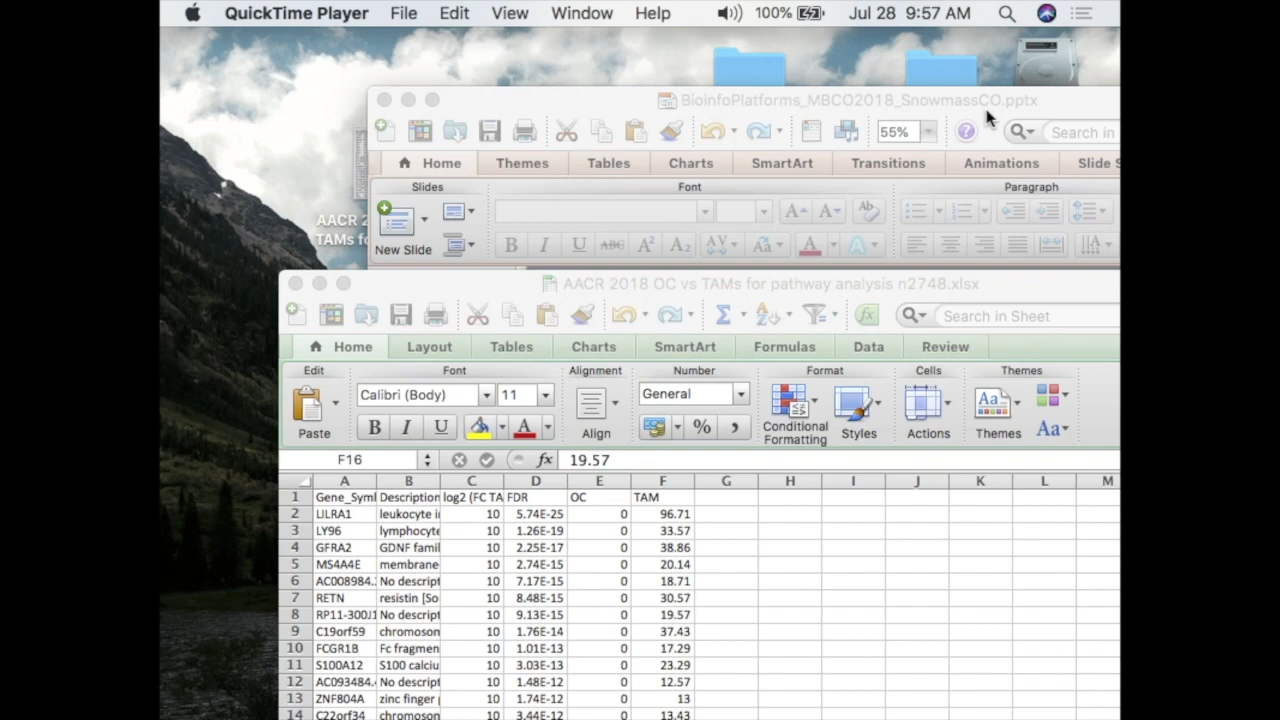 QuickTime Player File Edit View Window Help 100% Jul 28 9:57 AM
BioinfoPlatforms_MBCO2018_SnowmassCO.pptx
55% Search in
Home Themes Tables Charts SmartArt Transitions Animations Slide S
Slides Font Paragraph
AACR 2
TAMs fo
New Slide B I U ABC A² A₂ AV Aa A A
AACR 2018 OC vs TAMs for pathway analysis n2748.xlsx
Search in Sheet
Home Layout Tables Charts SmartArt Formulas Data Review
Edit Font Alignment Number Format Cells Themes
Calibri (Body) 11 General
Paste B I U A Align % , Conditional Formatting Styles Actions Themes Aa
F16 fx 19.57
A B C D E F G H I J K L M
1 Gene_Syml Description log2 (FC TA FDR OC TAM
2 LILRA1 leukocyte i 10 5.74E-25 0 96.71
3 LY96 lymphocyte 10 1.26E-19 0 33.57
4 GFRA2 GDNF famil 10 2.25E-17 0 38.86
5 MS4A4E membrane 10 2.74E-15 0 20.14
6 AC008984. No descript 10 7.17E-15 0 18.71
7 RETN resistin [So 10 8.48E-15 0 30.57
8 RP11-300J1 No descript 10 9.13E-15 0 19.57
9 C19orf59 chromoson 10 1.76E-14 0 37.43
10 FCGR1B Fc fragmen 10 1.01E-13 0 17.29
11 S100A12 S100 calciu 10 3.03E-13 0 23.29
12 AC093484. No descript 10 1.48E-12 0 12.57
13 ZNF804A zinc finger 10 1.74E-12 0 13
14 C22orf34 chromoson 10 3.44E-12 0 13.43